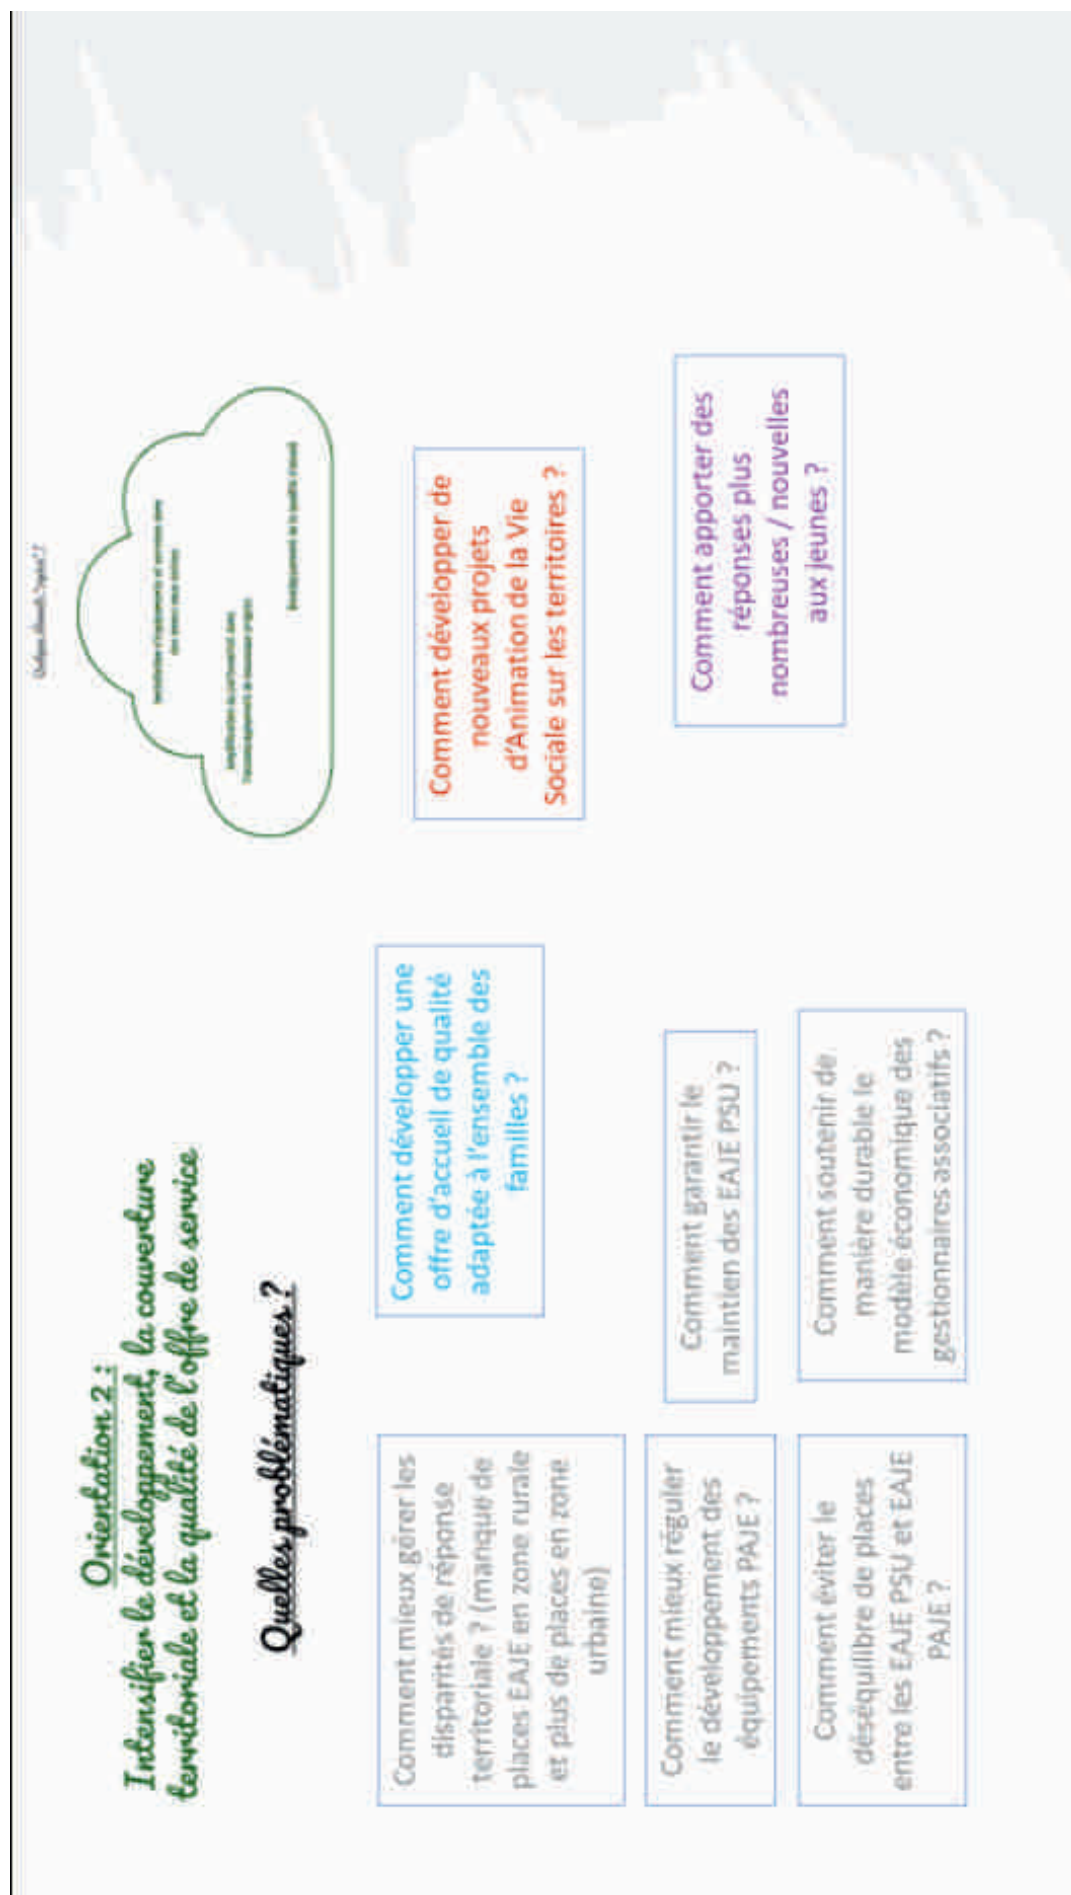 Orientation 2 :
Intensifier le développement, la couverture
territoriale et la qualité de l'offre de service
Quelles problématiques ?
Comment mieux gérer les
disparités de réponse
territoriale ? (manque de
places EAJE en zone rurale
et plus de places en zone
urbaine)
Comment mieux réguler
le développement des
équipements PAJE ?
Comment éviter le
déséquilibre de places
entre les EAJE PSU et EAJE
PAJE ?
Comment développer une
offre d'accueil de qualité
adaptée à l'ensemble des
familles ?
Comment garantir le
maintien des EAJE PSU ?
Comment soutenir de
manière durable le
modèle économique des
gestionnaires associatifs ?
Comment développer de
nouveaux projets
d'Animation de la Vie
Sociale sur les territoires ?
Comment apporter des
réponses plus
nombreuses / nouvelles
aux jeunes ?